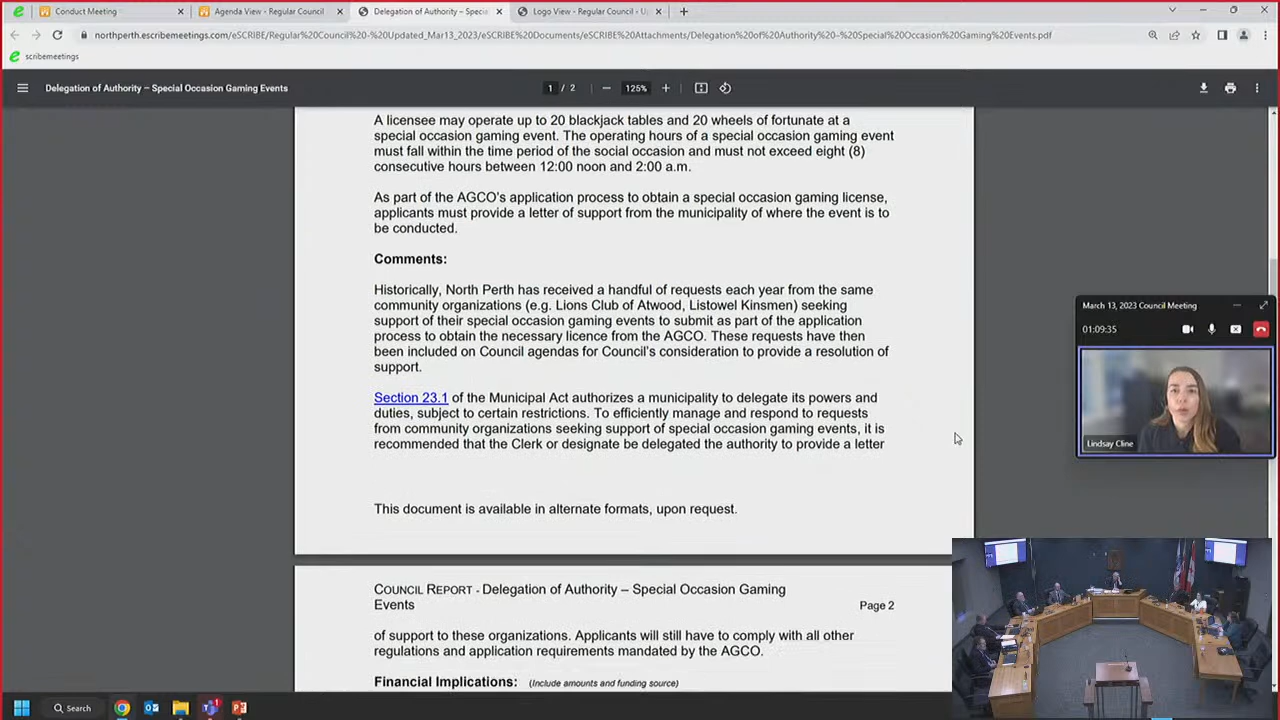 Conduct Meeting
Agenda View - Regular Council
Delegation of Authority – Specia
Logo View - Regular Council - U
northperth.escribemeetings.com/eSCRIBE/Regular%20Council%20-%20Updated_Mar13_2023/eSCRIBE%20Documents/eSCRIBE%20Attachments/Delegation%20of%20Authority%20-%20Special%20Occasion%20Gaming%20Events.pdf
scribemeetings
Delegation of Authority – Special Occasion Gaming Events
1 / 2
125%
A licensee may operate up to 20 blackjack tables and 20 wheels of fortunate at a
special occasion gaming event. The operating hours of a special occasion gaming event
must fall within the time period of the social occasion and must not exceed eight (8)
consecutive hours between 12:00 noon and 2:00 a.m.
As part of the AGCO's application process to obtain a special occasion gaming license,
applicants must provide a letter of support from the municipality of where the event is to
be conducted.
Comments:
Historically, North Perth has received a handful of requests each year from the same
community organizations (e.g. Lions Club of Atwood, Listowel Kinsmen) seeking
support of their special occasion gaming events to submit as part of the application
process to obtain the necessary licence from the AGCO. These requests have then
been included on Council agendas for Council's consideration to provide a resolution of
support.
Section 23.1 of the Municipal Act authorizes a municipality to delegate its powers and
duties, subject to certain restrictions. To efficiently manage and respond to requests
from community organizations seeking support of special occasion gaming events, it is
recommended that the Clerk or designate be delegated the authority to provide a letter
This document is available in alternate formats, upon request.
COUNCIL REPORT - Delegation of Authority – Special Occasion Gaming
Events
Page 2
of support to these organizations. Applicants will still have to comply with all other
regulations and application requirements mandated by the AGCO.
Financial Implications: (Include amounts and funding source)
March 13, 2023 Council Meeting
01:09:35
Lindsay Cline
Search